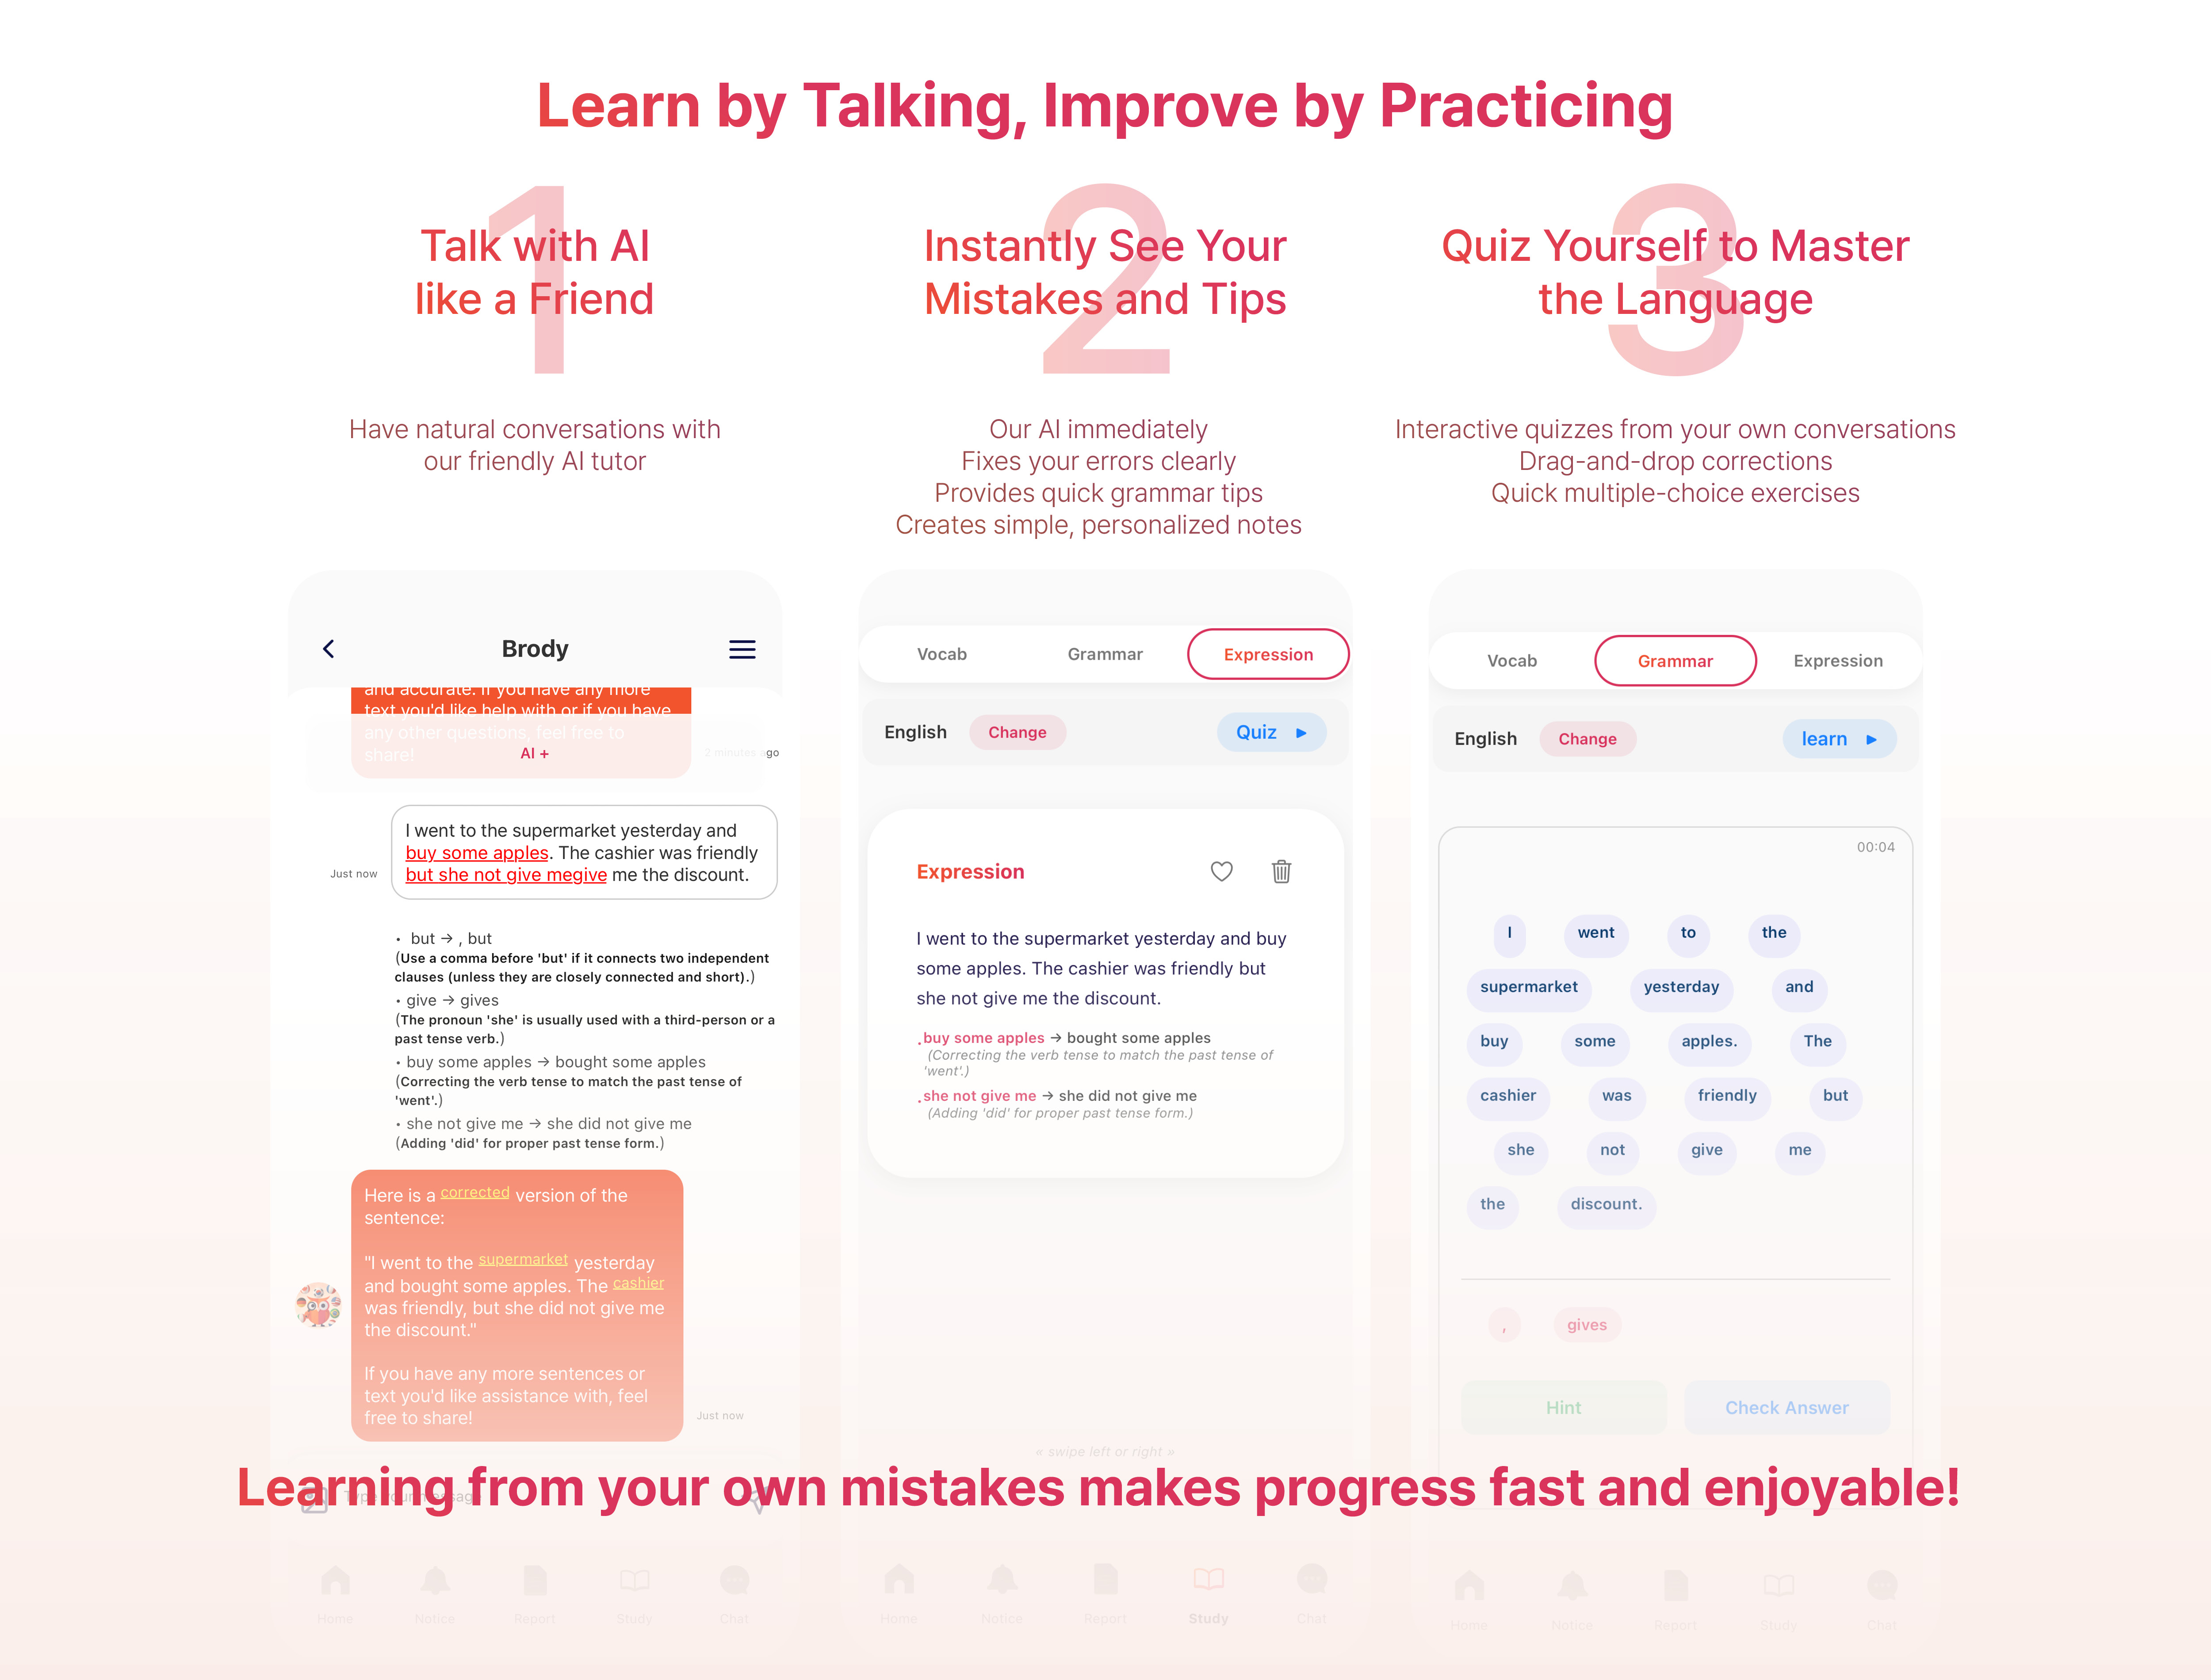 Learn by Talking, Improve by Practicing
1
Talk with AI
like a Friend
Have natural conversations with
our friendly AI tutor
2
Instantly See Your
Mistakes and Tips
Our AI immediately
Fixes your errors clearly
Provides quick grammar tips
Creates simple, personalized notes
3
Quiz Yourself to Master
the Language
Interactive quizzes from your own conversations
Drag-and-drop corrections
Quick multiple-choice exercises
Brody
and accurate. If you have any more
text you'd like help with or if you have
any other questions, feel free to
share!
AI +
2 minutes ago
I went to the supermarket yesterday and
buy some apples. The cashier was friendly
but she not give megive me the discount.
Just now
• but → , but
(Use a comma before 'but' if it connects two independent
clauses (unless they are closely connected and short).)
• give → gives
(The pronoun 'she' is usually used with a third-person or a
past tense verb.)
• buy some apples → bought some apples
(Correcting the verb tense to match the past tense of
'went'.)
• she not give me → she did not give me
(Adding 'did' for proper past tense form.)
Here is a corrected version of the
sentence:
"I went to the supermarket yesterday
and bought some apples. The cashier
was friendly, but she did not give me
the discount."
If you have any more sentences or
text you'd like assistance with, feel
free to share!
Just now
Type your message
Home Notice Report Study Chat
Vocab Grammar Expression
English Change Quiz ▶
Expression
I went to the supermarket yesterday and buy
some apples. The cashier was friendly but
she not give me the discount.
. buy some apples → bought some apples
(Correcting the verb tense to match the past tense of
'went'.)
. she not give me → she did not give me
(Adding 'did' for proper past tense form.)
« swipe left or right »
Home Notice Report Study Chat
Vocab Grammar Expression
English Change learn ▶
00:04
I went to the
supermarket yesterday and
buy some apples. The
cashier was friendly but
she not give me
the discount.
, gives
Hint Check Answer
Home Notice Report Study Chat
Learning from your own mistakes makes progress fast and enjoyable!